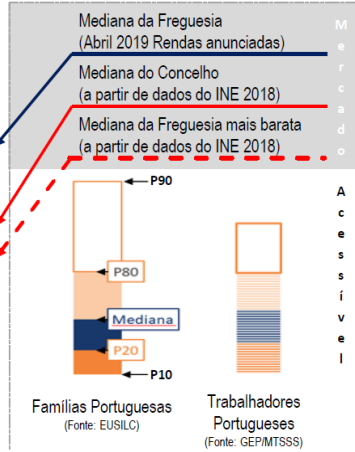 Mediana da Freguesia
(Abril 2019 Rendas anunciadas)
Mediana do Concelho
(a partir de dados do INE 2018)
Mediana da Freguesia mais barata
(a partir de dados do INE 2018)
Mercado
P90
P80
Mediana
P20
P10
Acessível
Famílias Portuguesas
(Fonte: EUSILC)
Trabalhadores
Portugueses
(Fonte: GEP/MTSSS)